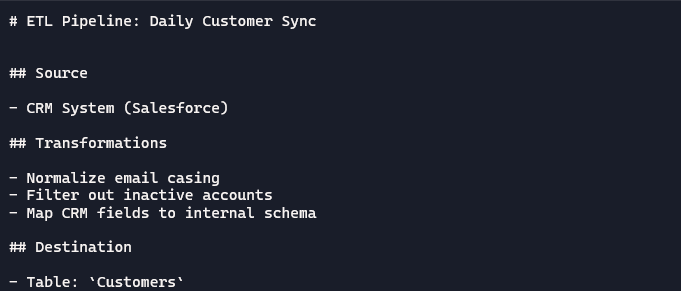 # ETL Pipeline: Daily Customer Sync
## Source
- CRM System (Salesforce)
## Transformations
- Normalize email casing
- Filter out inactive accounts
- Map CRM fields to internal schema
## Destination
- Table: `Customers`